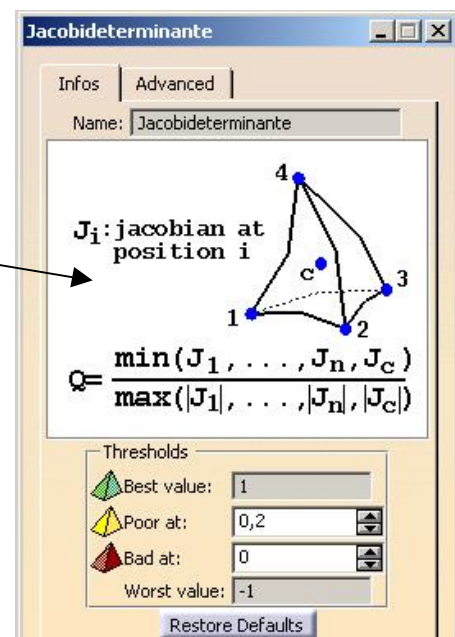 Jacobideterminante
Infos Advanced
Name: Jacobideterminante
4
Ji:jacobian at
position i
c
3
1
2
Q= min(J1,...,Jn,Jc)
max(|J1|,...,|Jn|,|Jc|)
Thresholds
Best value: 1
Poor at: 0,2
Bad at: 0
Worst value: -1
Restore Defaults